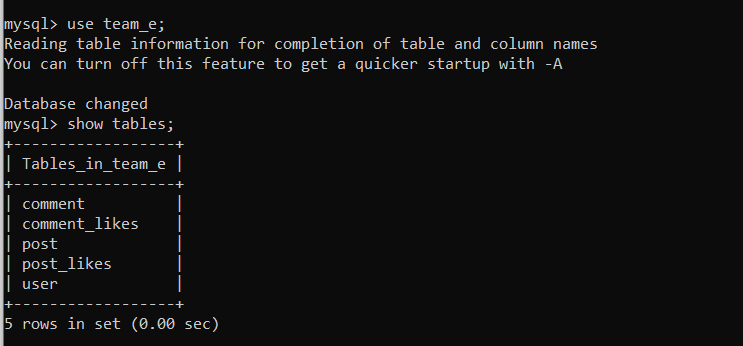 mysql> use team_e;
Reading table information for completion of table and column names
You can turn off this feature to get a quicker startup with -A
Database changed
mysql> show tables;
+------------------+
| Tables_in_team_e |
+------------------+
| comment          |
| comment_likes    |
| post             |
| post_likes       |
| user             |
+------------------+
5 rows in set (0.00 sec)